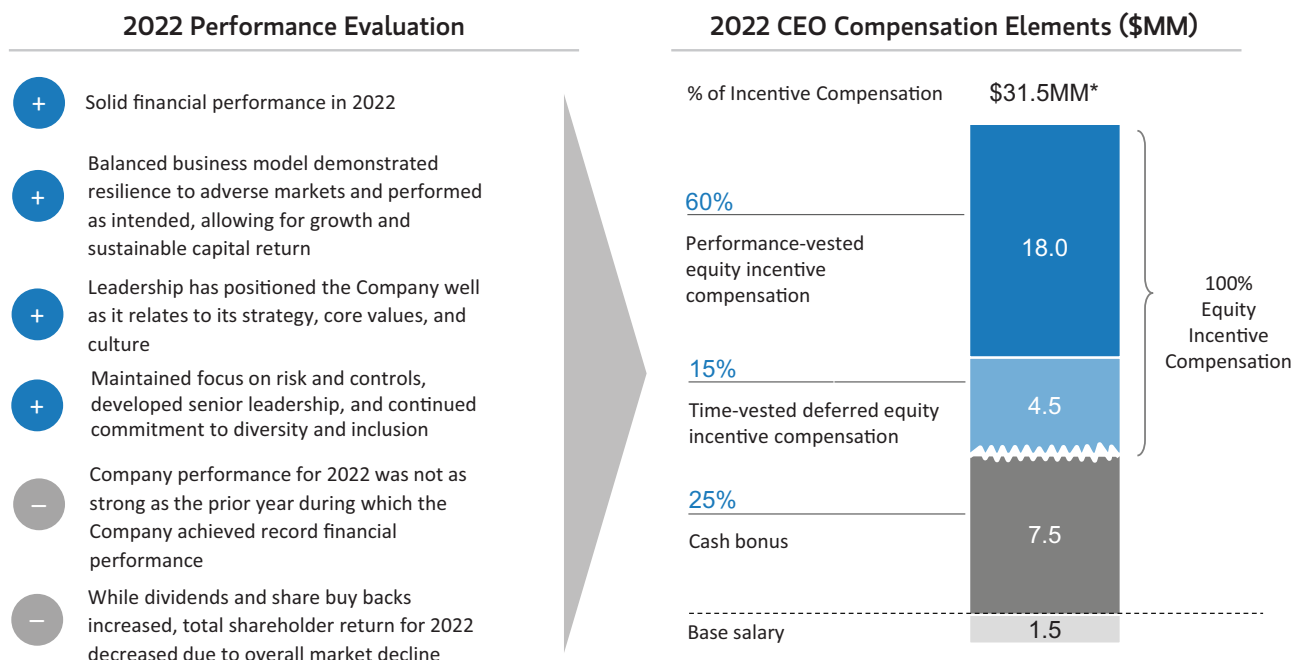 2022 Performance Evaluation
+
Solid financial performance in 2022
+
Balanced business model demonstrated
resilience to adverse markets and performed
as intended, allowing for growth and
sustainable capital return
+
Leadership has positioned the Company well
as it relates to its strategy, core values, and
culture
+
Maintained focus on risk and controls,
developed senior leadership, and continued
commitment to diversity and inclusion
–
Company performance for 2022 was not as
strong as the prior year during which the
Company achieved record financial
performance
–
While dividends and share buy backs
increased, total shareholder return for 2022
decreased due to overall market decline
2022 CEO Compensation Elements ($MM)
% of Incentive Compensation
$31.5MM*
60%
Performance-vested
equity incentive
compensation
18.0
100%
Equity
Incentive
Compensation
15%
Time-vested deferred equity
incentive compensation
4.5
25%
Cash bonus
7.5
Base salary
1.5